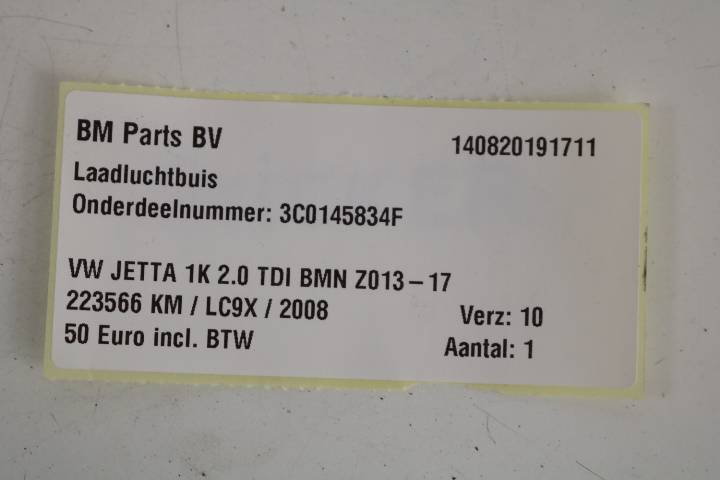 BM Parts BV
140820191711
Laadluchtbuis
Onderdeelnummer: 3C0145834F
VW JETTA 1K 2.0 TDI BMN Z013-17
223566 KM / LC9X / 2008
Verz: 10
50 Euro incl. BTW
Aantal: 1